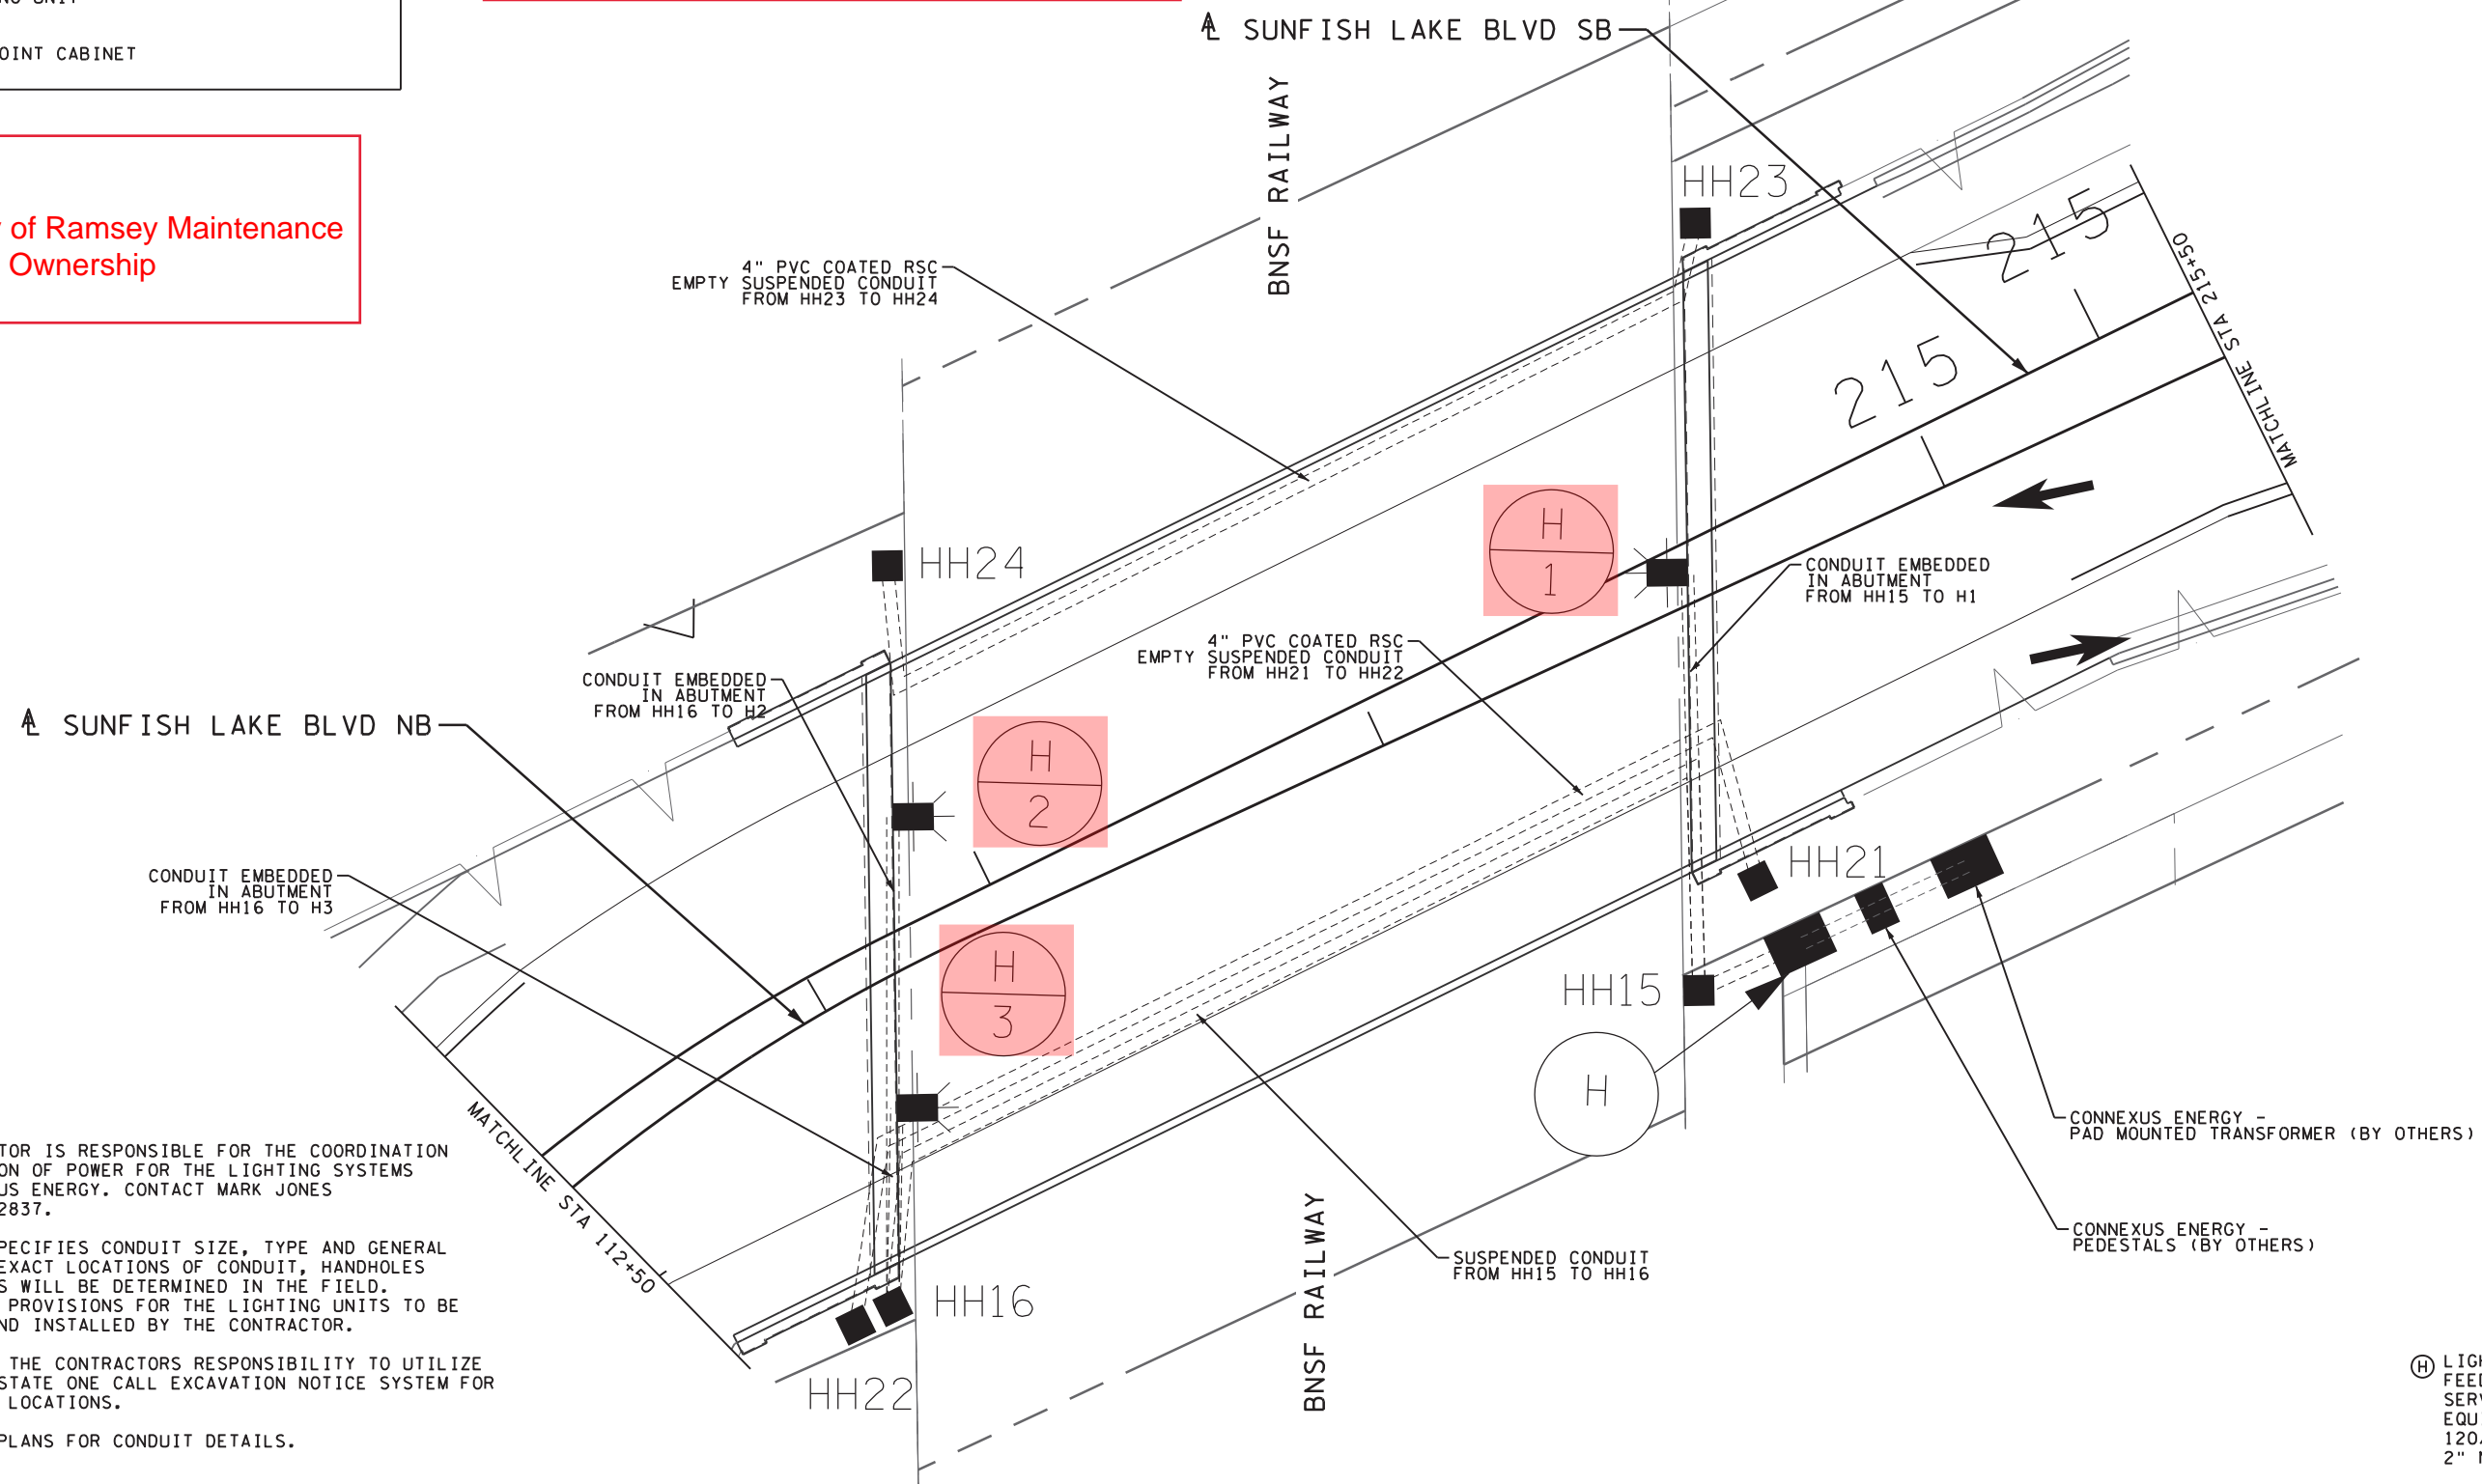 OINT CABINET
of Ramsey Maintenance
Ownership
SUNFISH LAKE BLVD SB
BNSF RAILWAY
HH23
4" PVC COATED RSC
EMPTY SUSPENDED CONDUIT
FROM HH23 TO HH24
215
215
MATCHLINE STA 215+50
H
1
HH24
CONDUIT EMBEDDED
IN ABUTMENT
FROM HH15 TO H1
4" PVC COATED RSC
EMPTY SUSPENDED CONDUIT
FROM HH21 TO HH22
CONDUIT EMBEDDED
IN ABUTMENT
FROM HH16 TO H2
SUNFISH LAKE BLVD NB
H
2
CONDUIT EMBEDDED
IN ABUTMENT
FROM HH16 TO H3
HH21
H
3
HH15
H
MATCHLINE STA 112+50
CONNEXUS ENERGY -
PAD MOUNTED TRANSFORMER (BY OTHERS)
CONNEXUS ENERGY -
PEDESTALS (BY OTHERS)
SUSPENDED CONDUIT
FROM HH15 TO HH16
BNSF RAILWAY
HH16
HH22
TOR IS RESPONSIBLE FOR THE COORDINATION
ON OF POWER FOR THE LIGHTING SYSTEMS
US ENERGY. CONTACT MARK JONES
2837.
PECIFIES CONDUIT SIZE, TYPE AND GENERAL
EXACT LOCATIONS OF CONDUIT, HANDHOLES
S WILL BE DETERMINED IN THE FIELD.
PROVISIONS FOR THE LIGHTING UNITS TO BE
ND INSTALLED BY THE CONTRACTOR.
THE CONTRACTORS RESPONSIBILITY TO UTILIZE
STATE ONE CALL EXCAVATION NOTICE SYSTEM FOR
LOCATIONS.
PLANS FOR CONDUIT DETAILS.
H LIGH
FEED
SERV
EQUI
120
2"